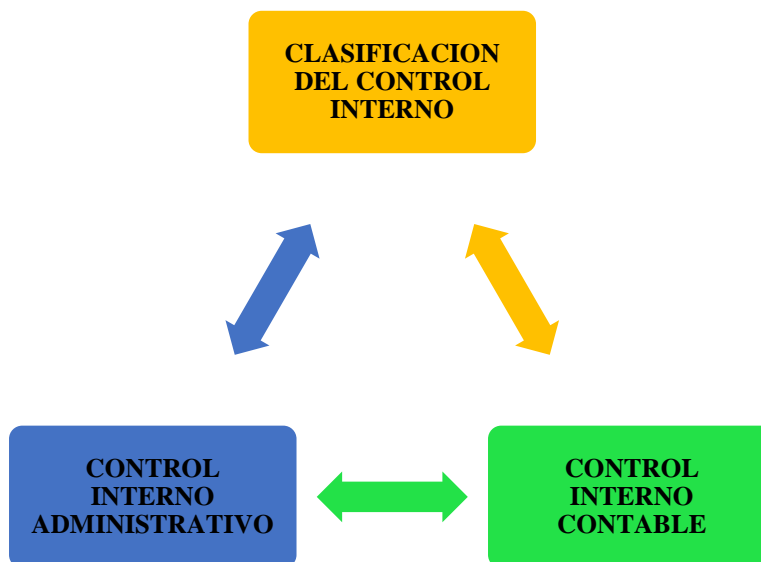 CLASIFICACION
DEL CONTROL
INTERNO
CONTROL
INTERNO
ADMINISTRATIVO
CONTROL
INTERNO
CONTABLE